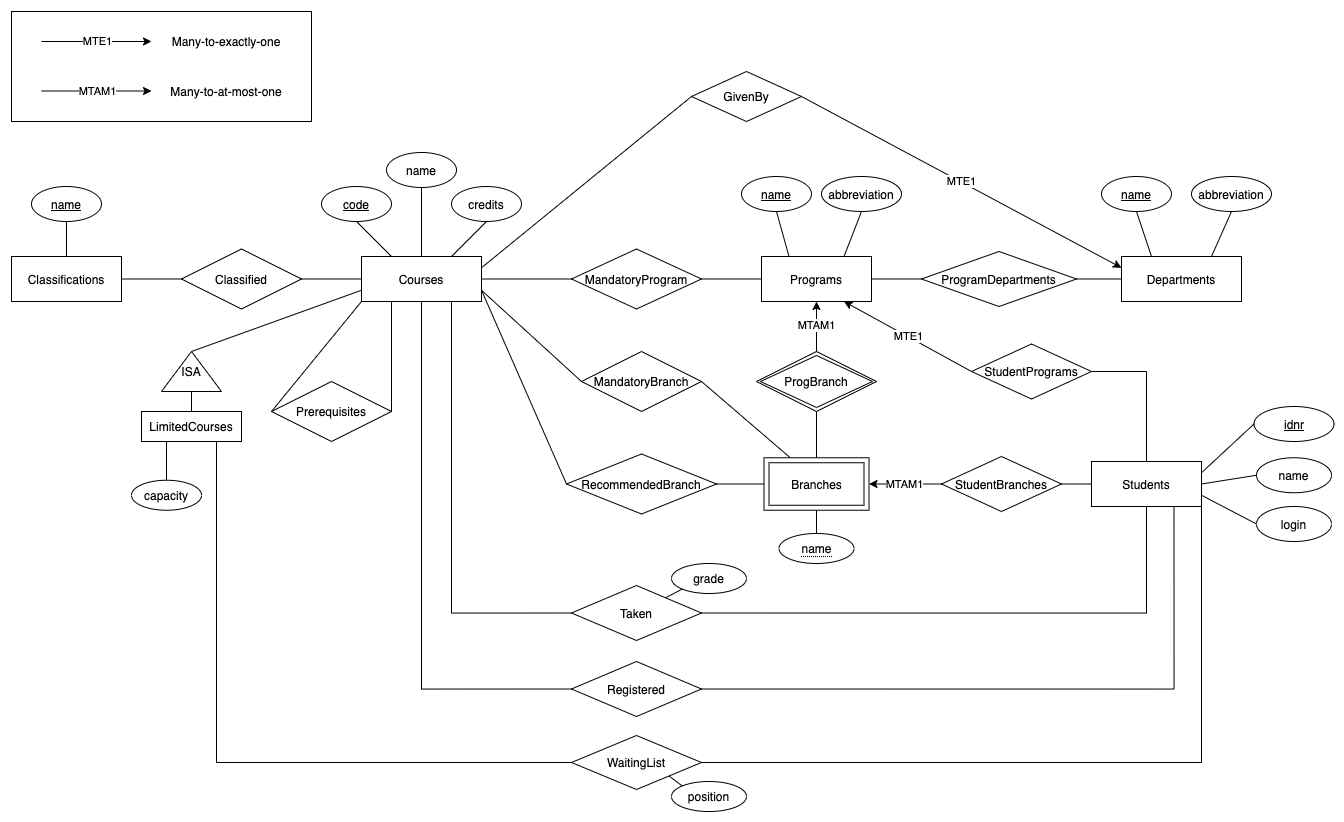 MTE1 Many-to-exactly-one
MTAM1 Many-to-at-most-one
GivenBy
MTE1
name
code
name
credits
name
abbreviation
name
abbreviation
Classifications
Classified
Courses
MandatoryProgram
Programs
ProgramDepartments
Departments
MTAM1
MTE1
ISA
LimitedCourses
capacity
Prerequisites
MandatoryBranch
ProgBranch
StudentPrograms
RecommendedBranch
Branches
MTAM1
StudentBranches
Students
idnr
name
login
name
grade
Taken
Registered
WaitingList
position